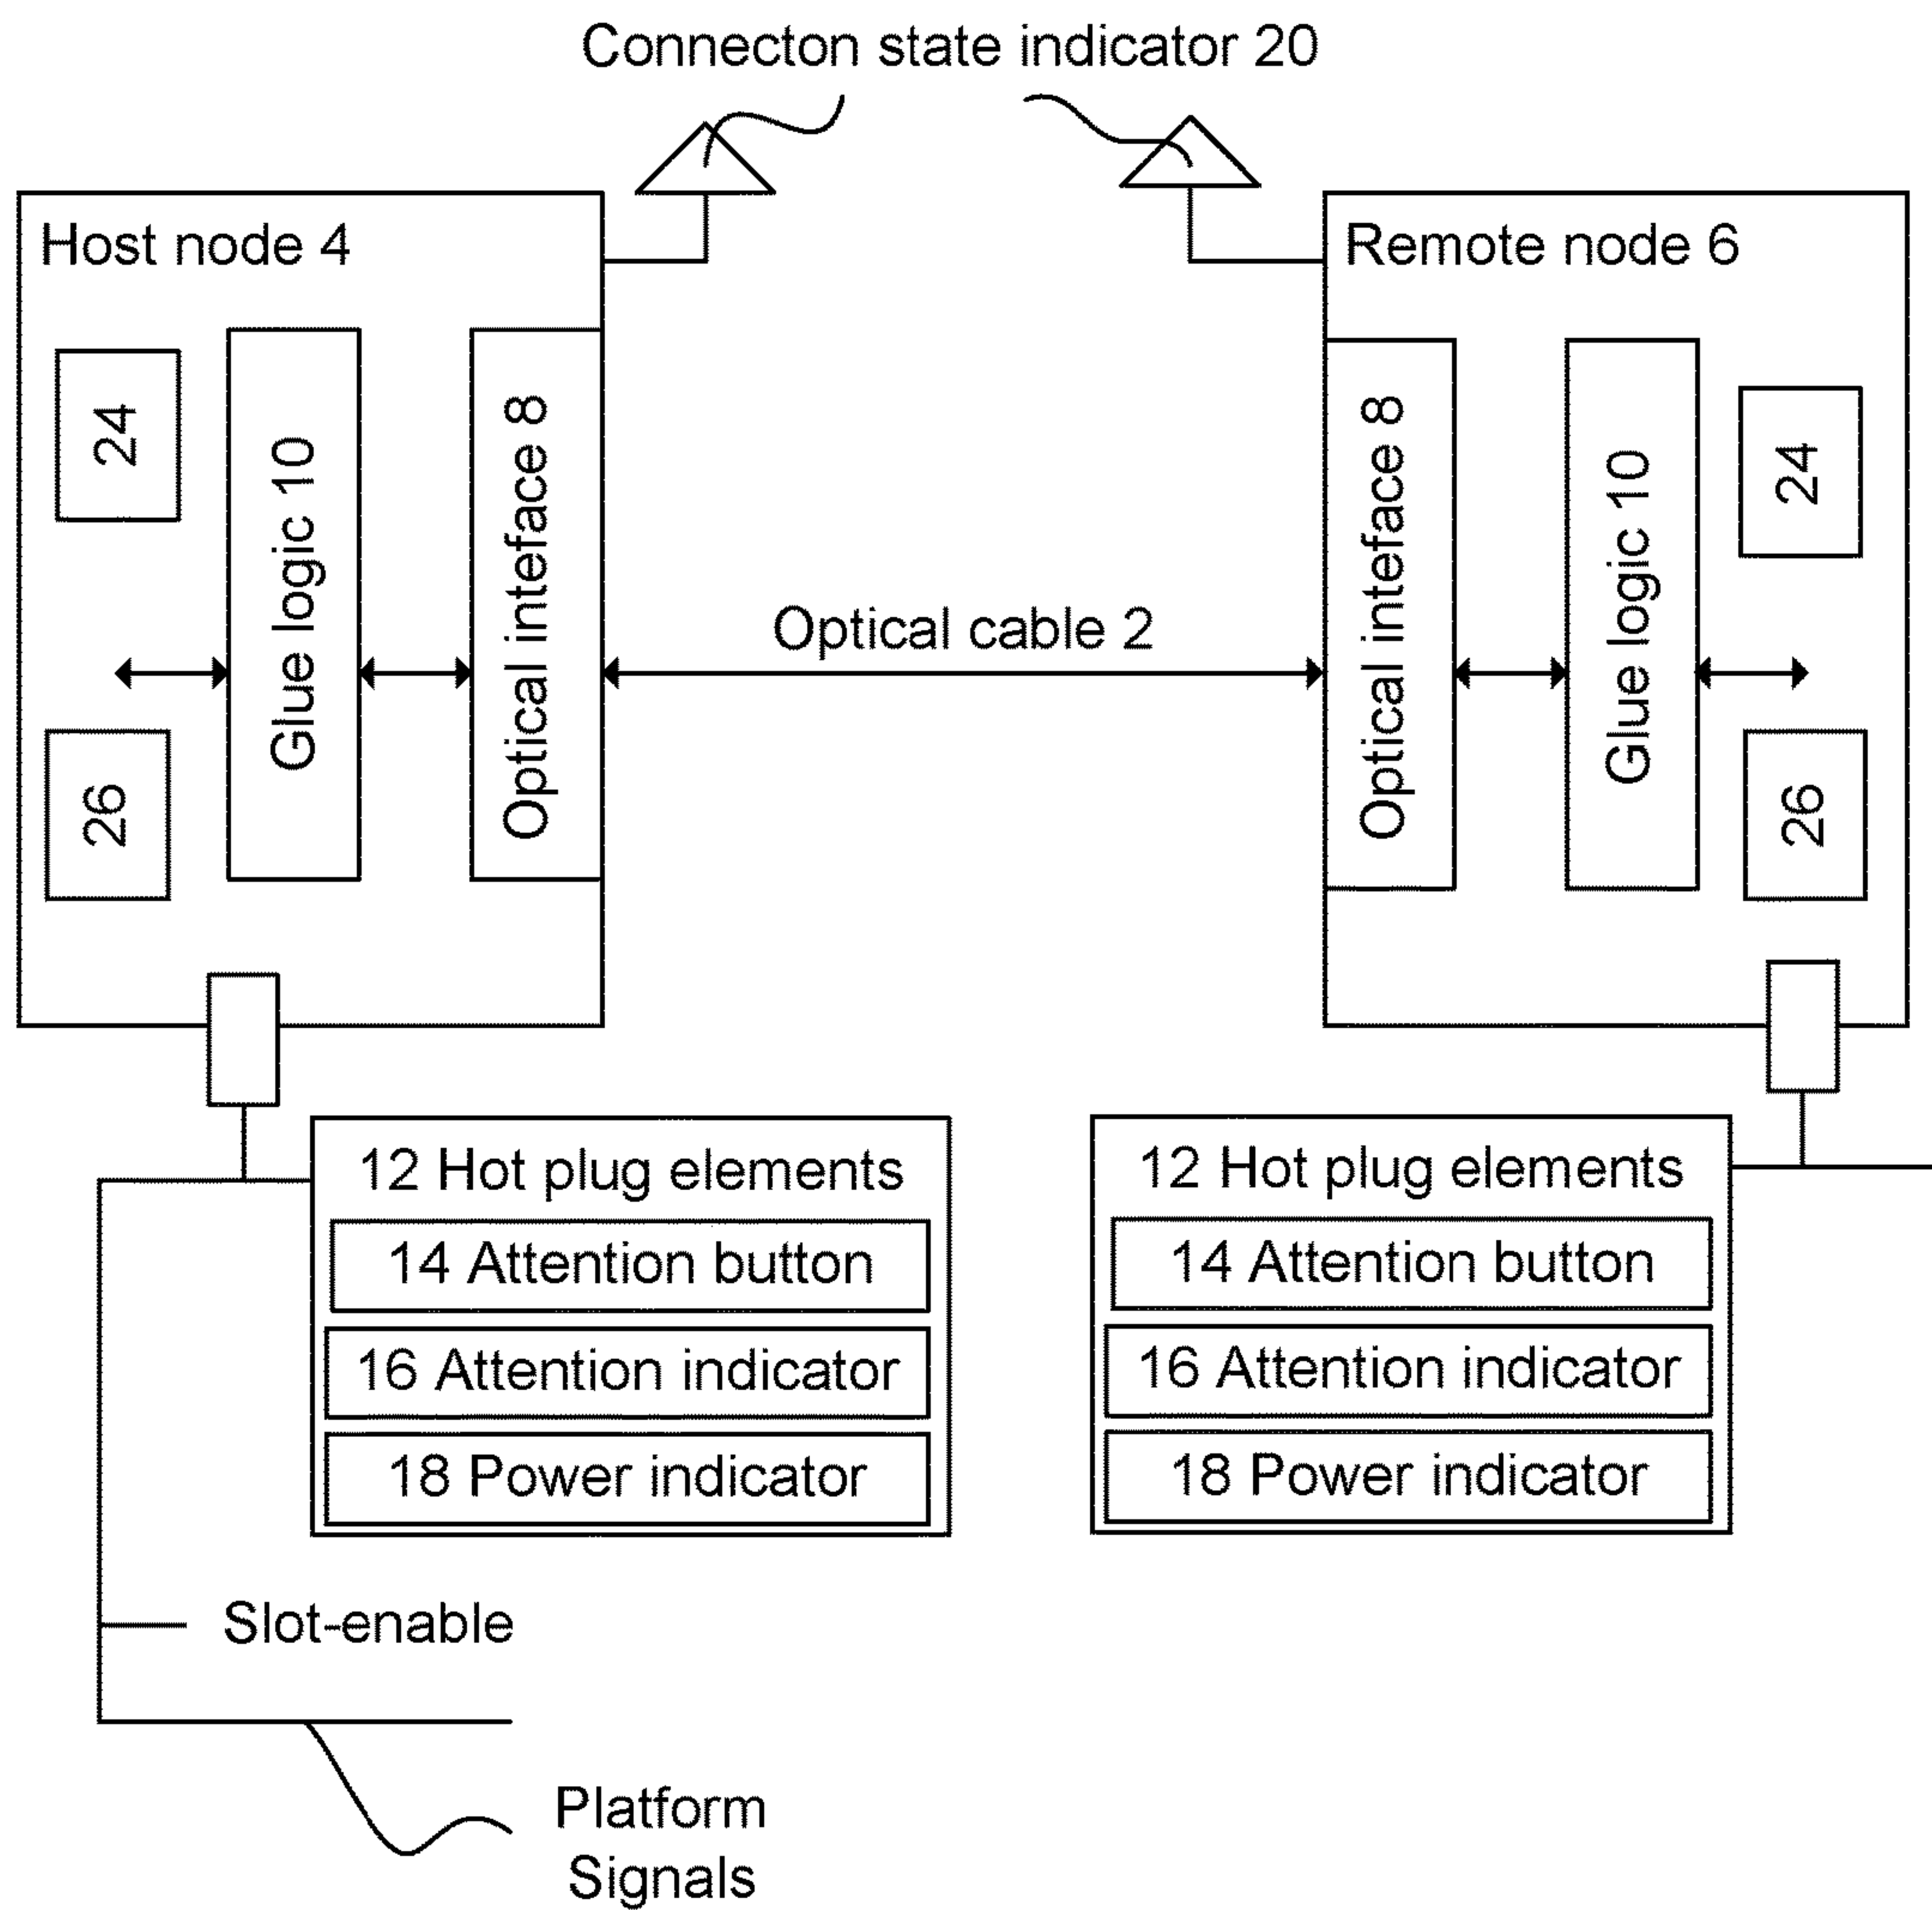 Connecton state indicator 20
Host node 4
Remote node 6
24
Glue logic 10
Optical inteface 8
26
Optical cable 2
Optical inteface 8
Glue logic 10
24
26
12 Hot plug elements
14 Attention button
16 Attention indicator
18 Power indicator
12 Hot plug elements
14 Attention button
16 Attention indicator
18 Power indicator
Slot-enable
Platform
Signals